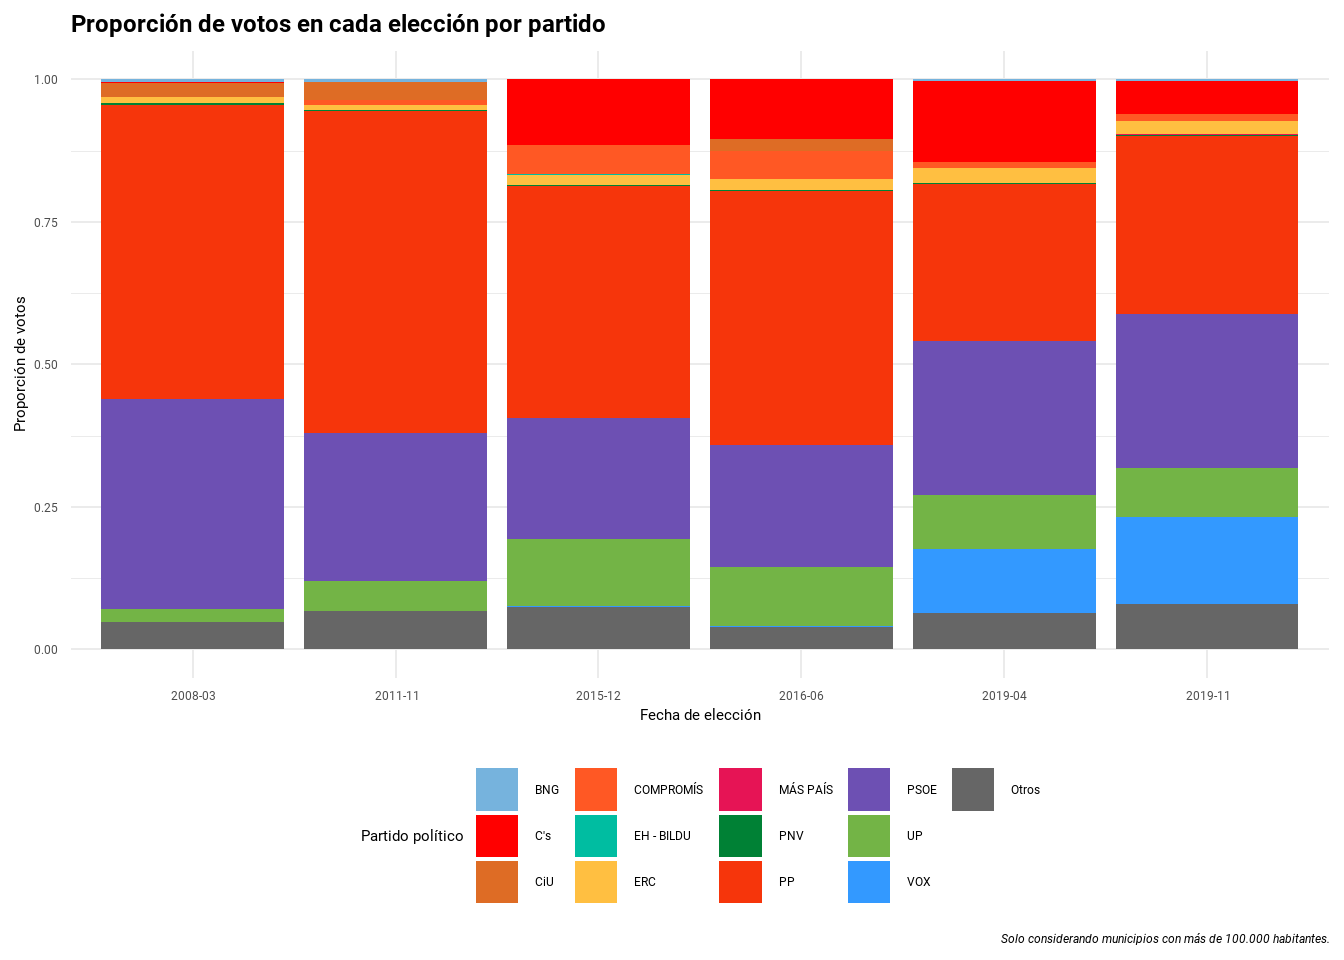 Proporción de votos en cada elección por partido
Proporción de votos
1.00
0.75
0.50
0.25
0.00
2008-03 2011-11 2015-12 2016-06 2019-04 2019-11
Fecha de elección
Partido político
BNG COMPROMÍS MÁS PAÍS PSOE Otros
C's EH - BILDU PNV UP
CiU ERC PP VOX
Solo considerando municipios con más de 100.000 habitantes.